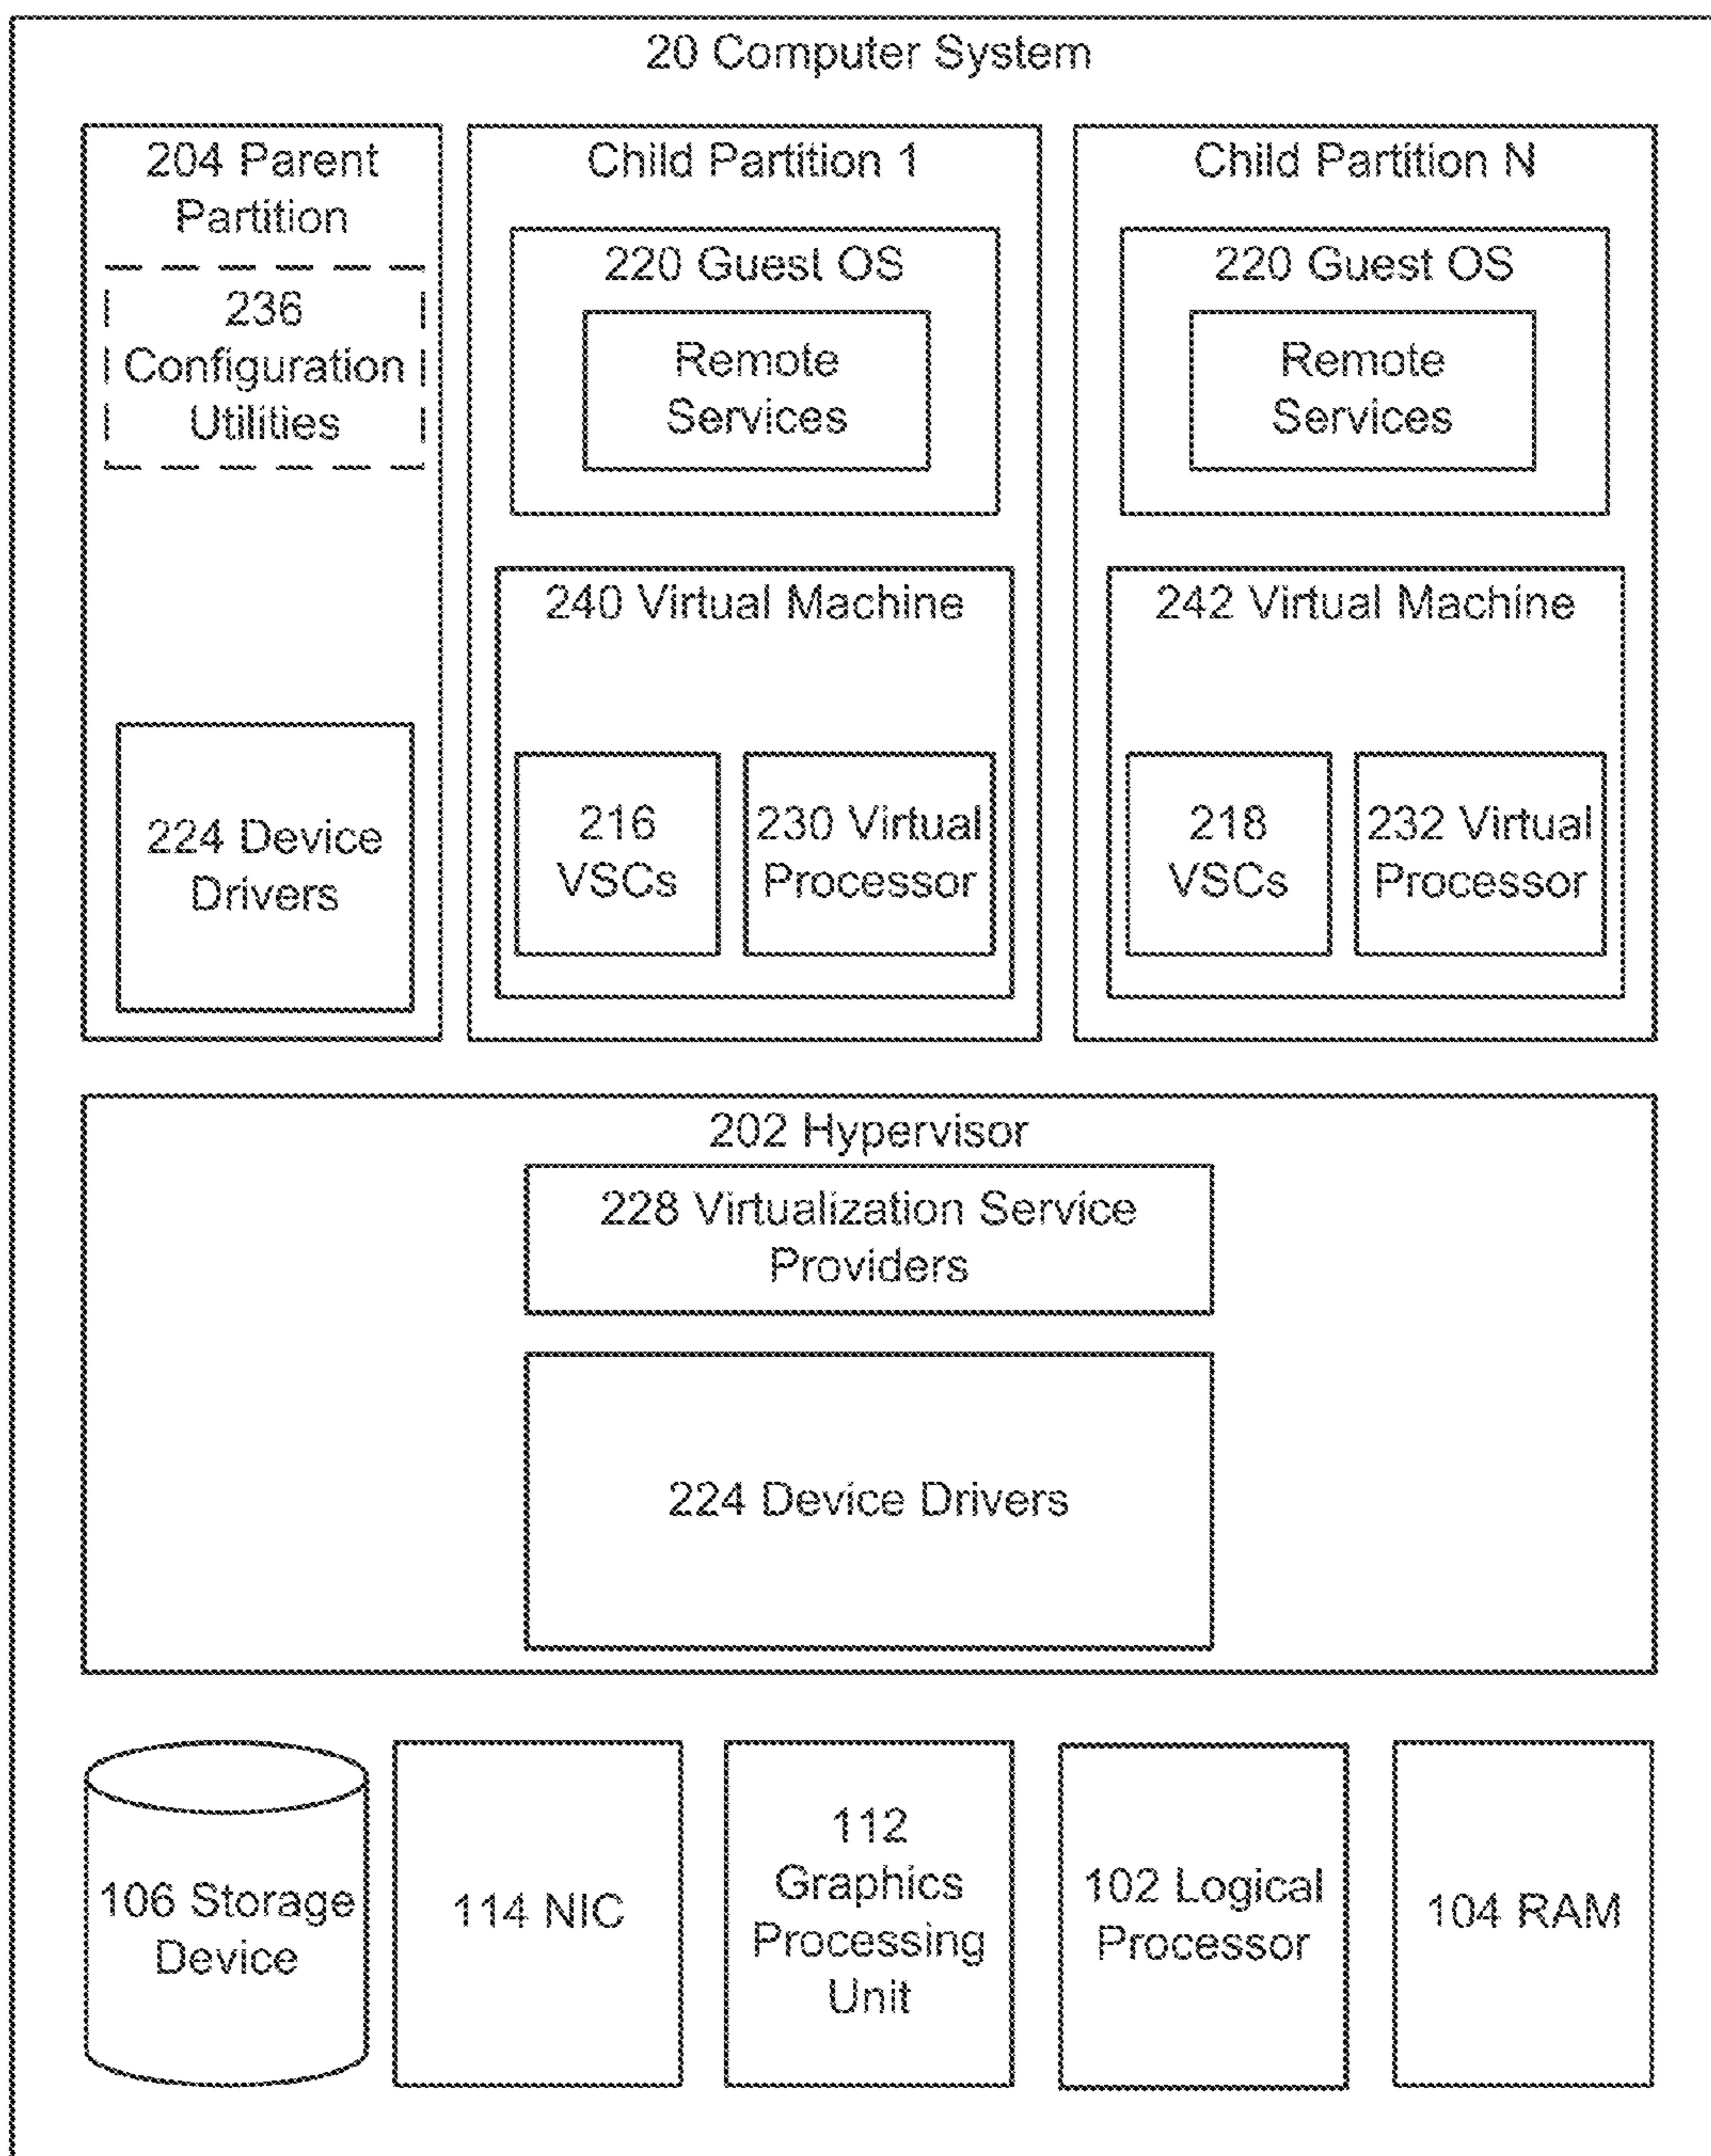 20 Computer System
204 Parent
Partition
236
Configuration
Utilities
224 Device
Drivers
Child Partition 1
220 Guest OS
Remote
Services
240 Virtual Machine
216
VSCs
230 Virtual
Processor
Child Partition N
220 Guest OS
Remote
Services
242 Virtual Machine
218
VSCs
232 Virtual
Processor
202 Hypervisor
228 Virtualization Service
Providers
224 Device Drivers
106 Storage
Device
114 NIC
112
Graphics
Processing
Unit
102 Logical
Processor
104 RAM